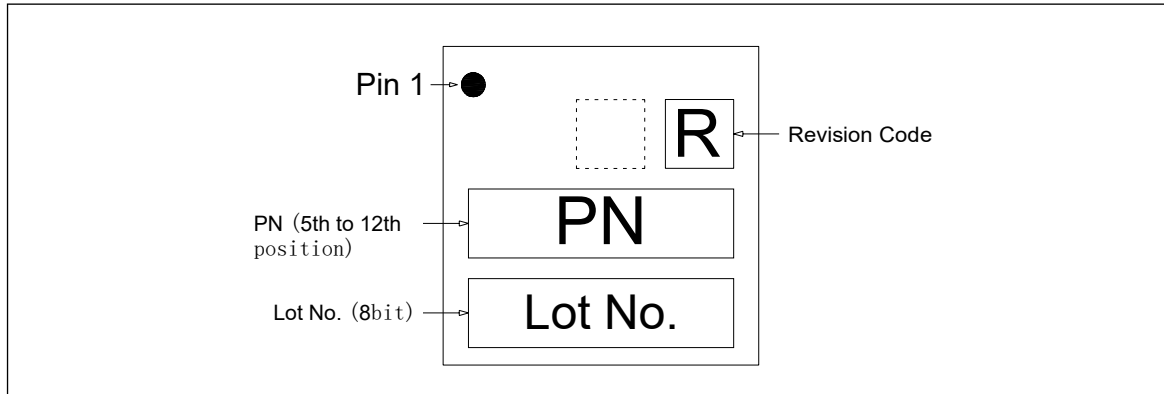 Pin 1
R
Revision Code
PN (5th to 12th
position)
PN
Lot No. (8bit)
Lot No.